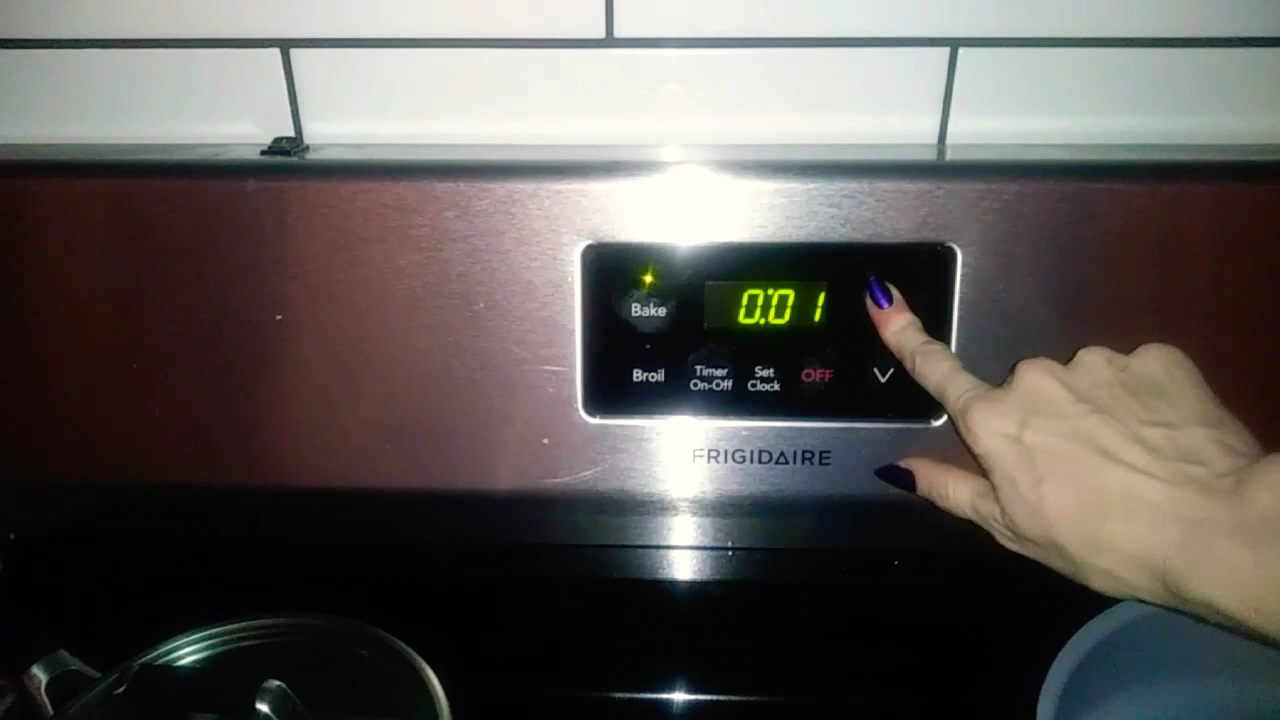 Bake
0:01
Broil
Timer
On-Off
Set
Clock
OFF
FRIGIDAIRE